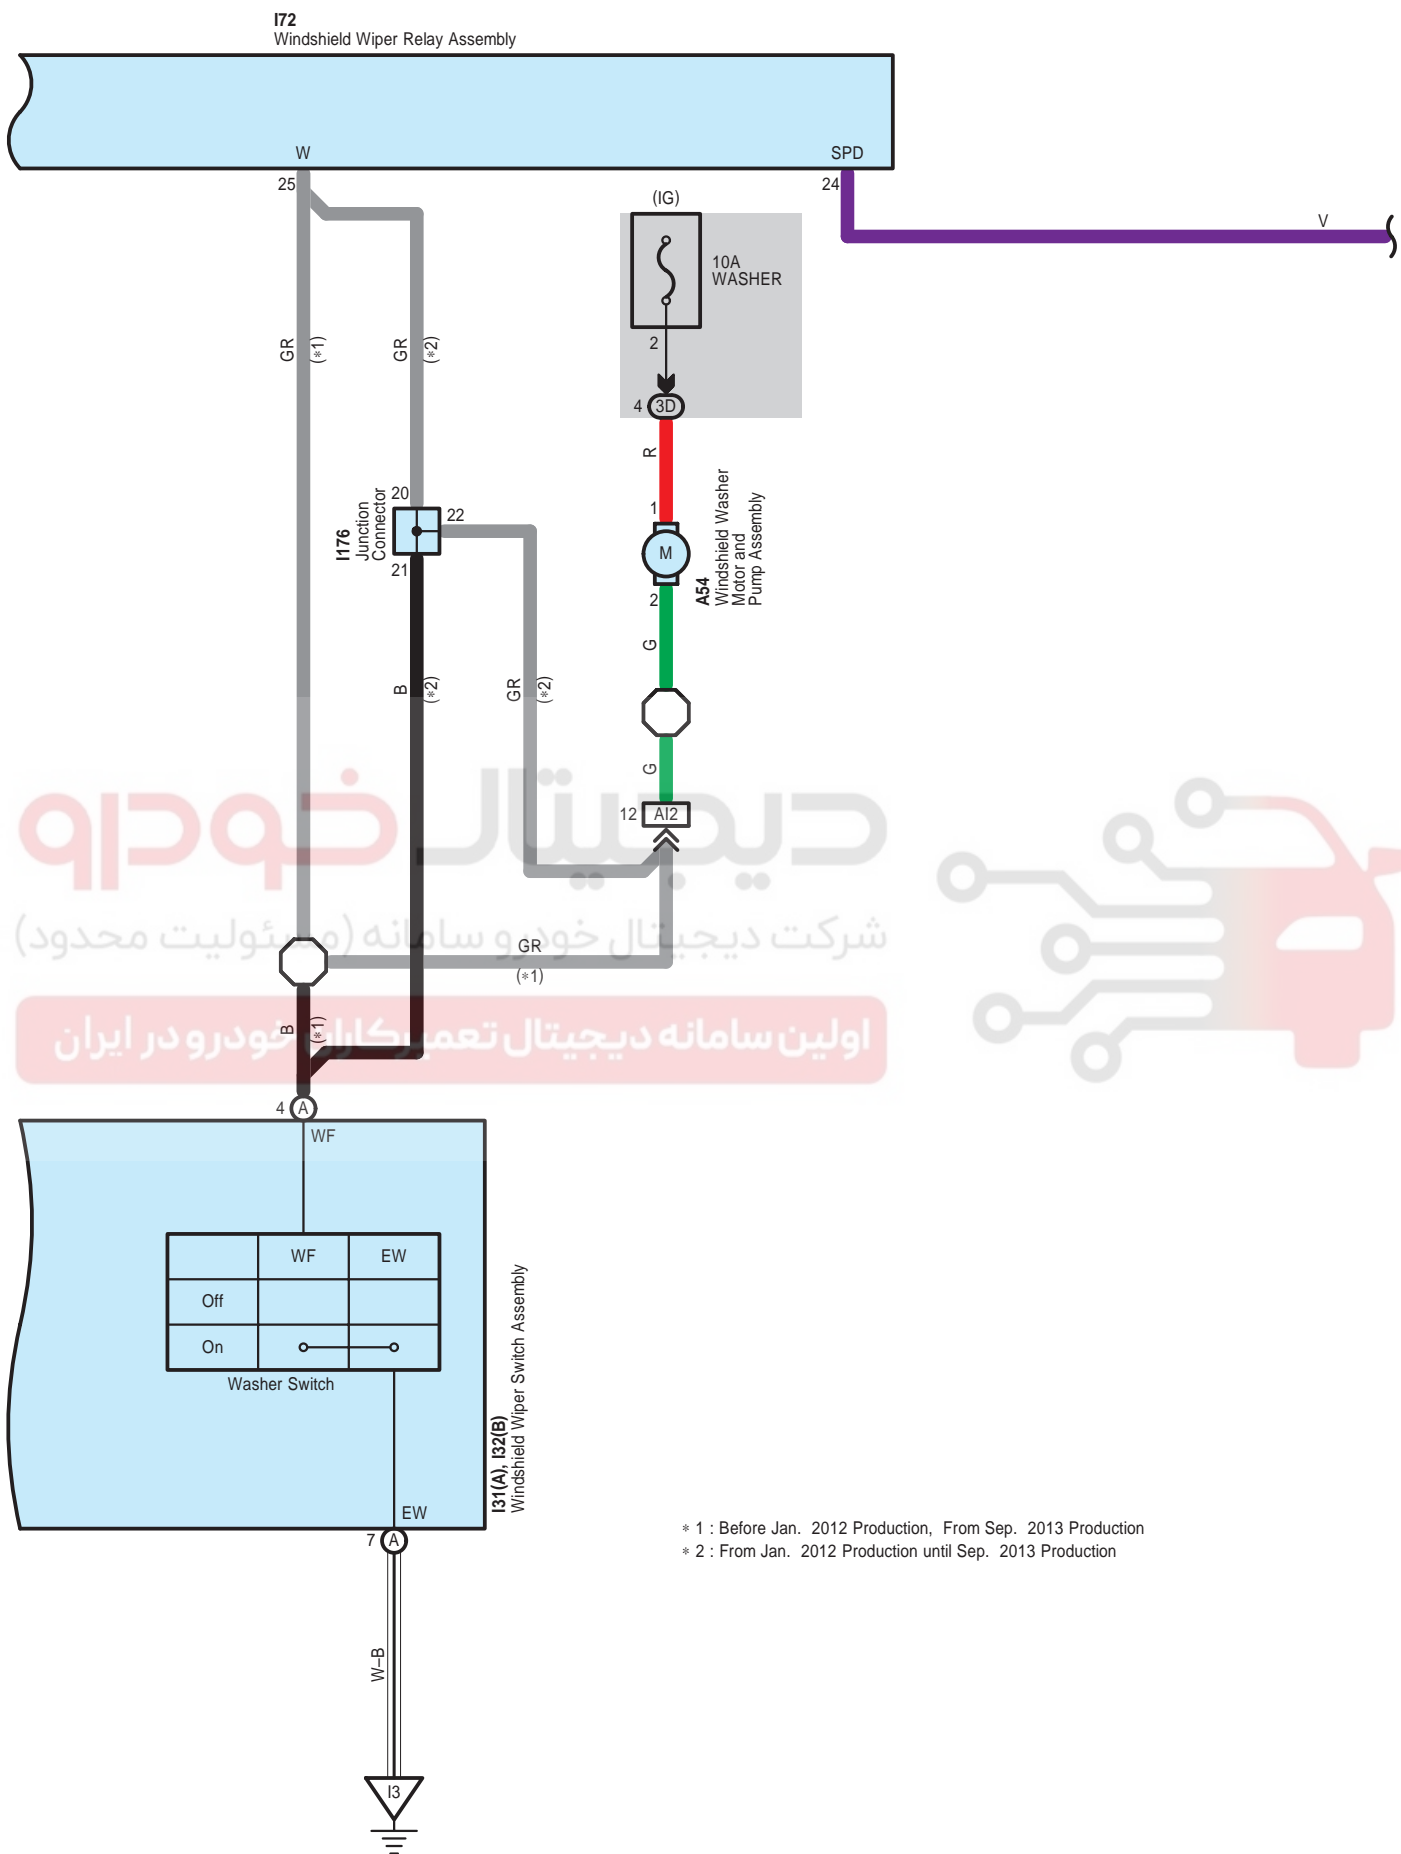 I72
Windshield Wiper Relay Assembly
W
SPD
25
24
(IG)
V
10A
WASHER
2
4
3D
GR
(*1)
GR
(*2)
R
1
M
2
A54
Windshield Washer
Motor and
Pump Assembly
20
22
21
I176
Junction
Connector
G
B
(*2)
GR
(*2)
G
12
AI2
دیجیتال خودرو
شرکت دیجیتال خودرو سامانه (مسئولیت محدود)
GR
(*1)
اولین سامانه دیجیتال تعمیرکاران خودرو در ایران
B
(*1)
4
A
WF
WF
EW
Off
On
Washer Switch
I31(A), I32(B)
Windshield Wiper Switch Assembly
EW
7
A
* 1 : Before Jan. 2012 Production, From Sep. 2013 Production
* 2 : From Jan. 2012 Production until Sep. 2013 Production
W–B
I3